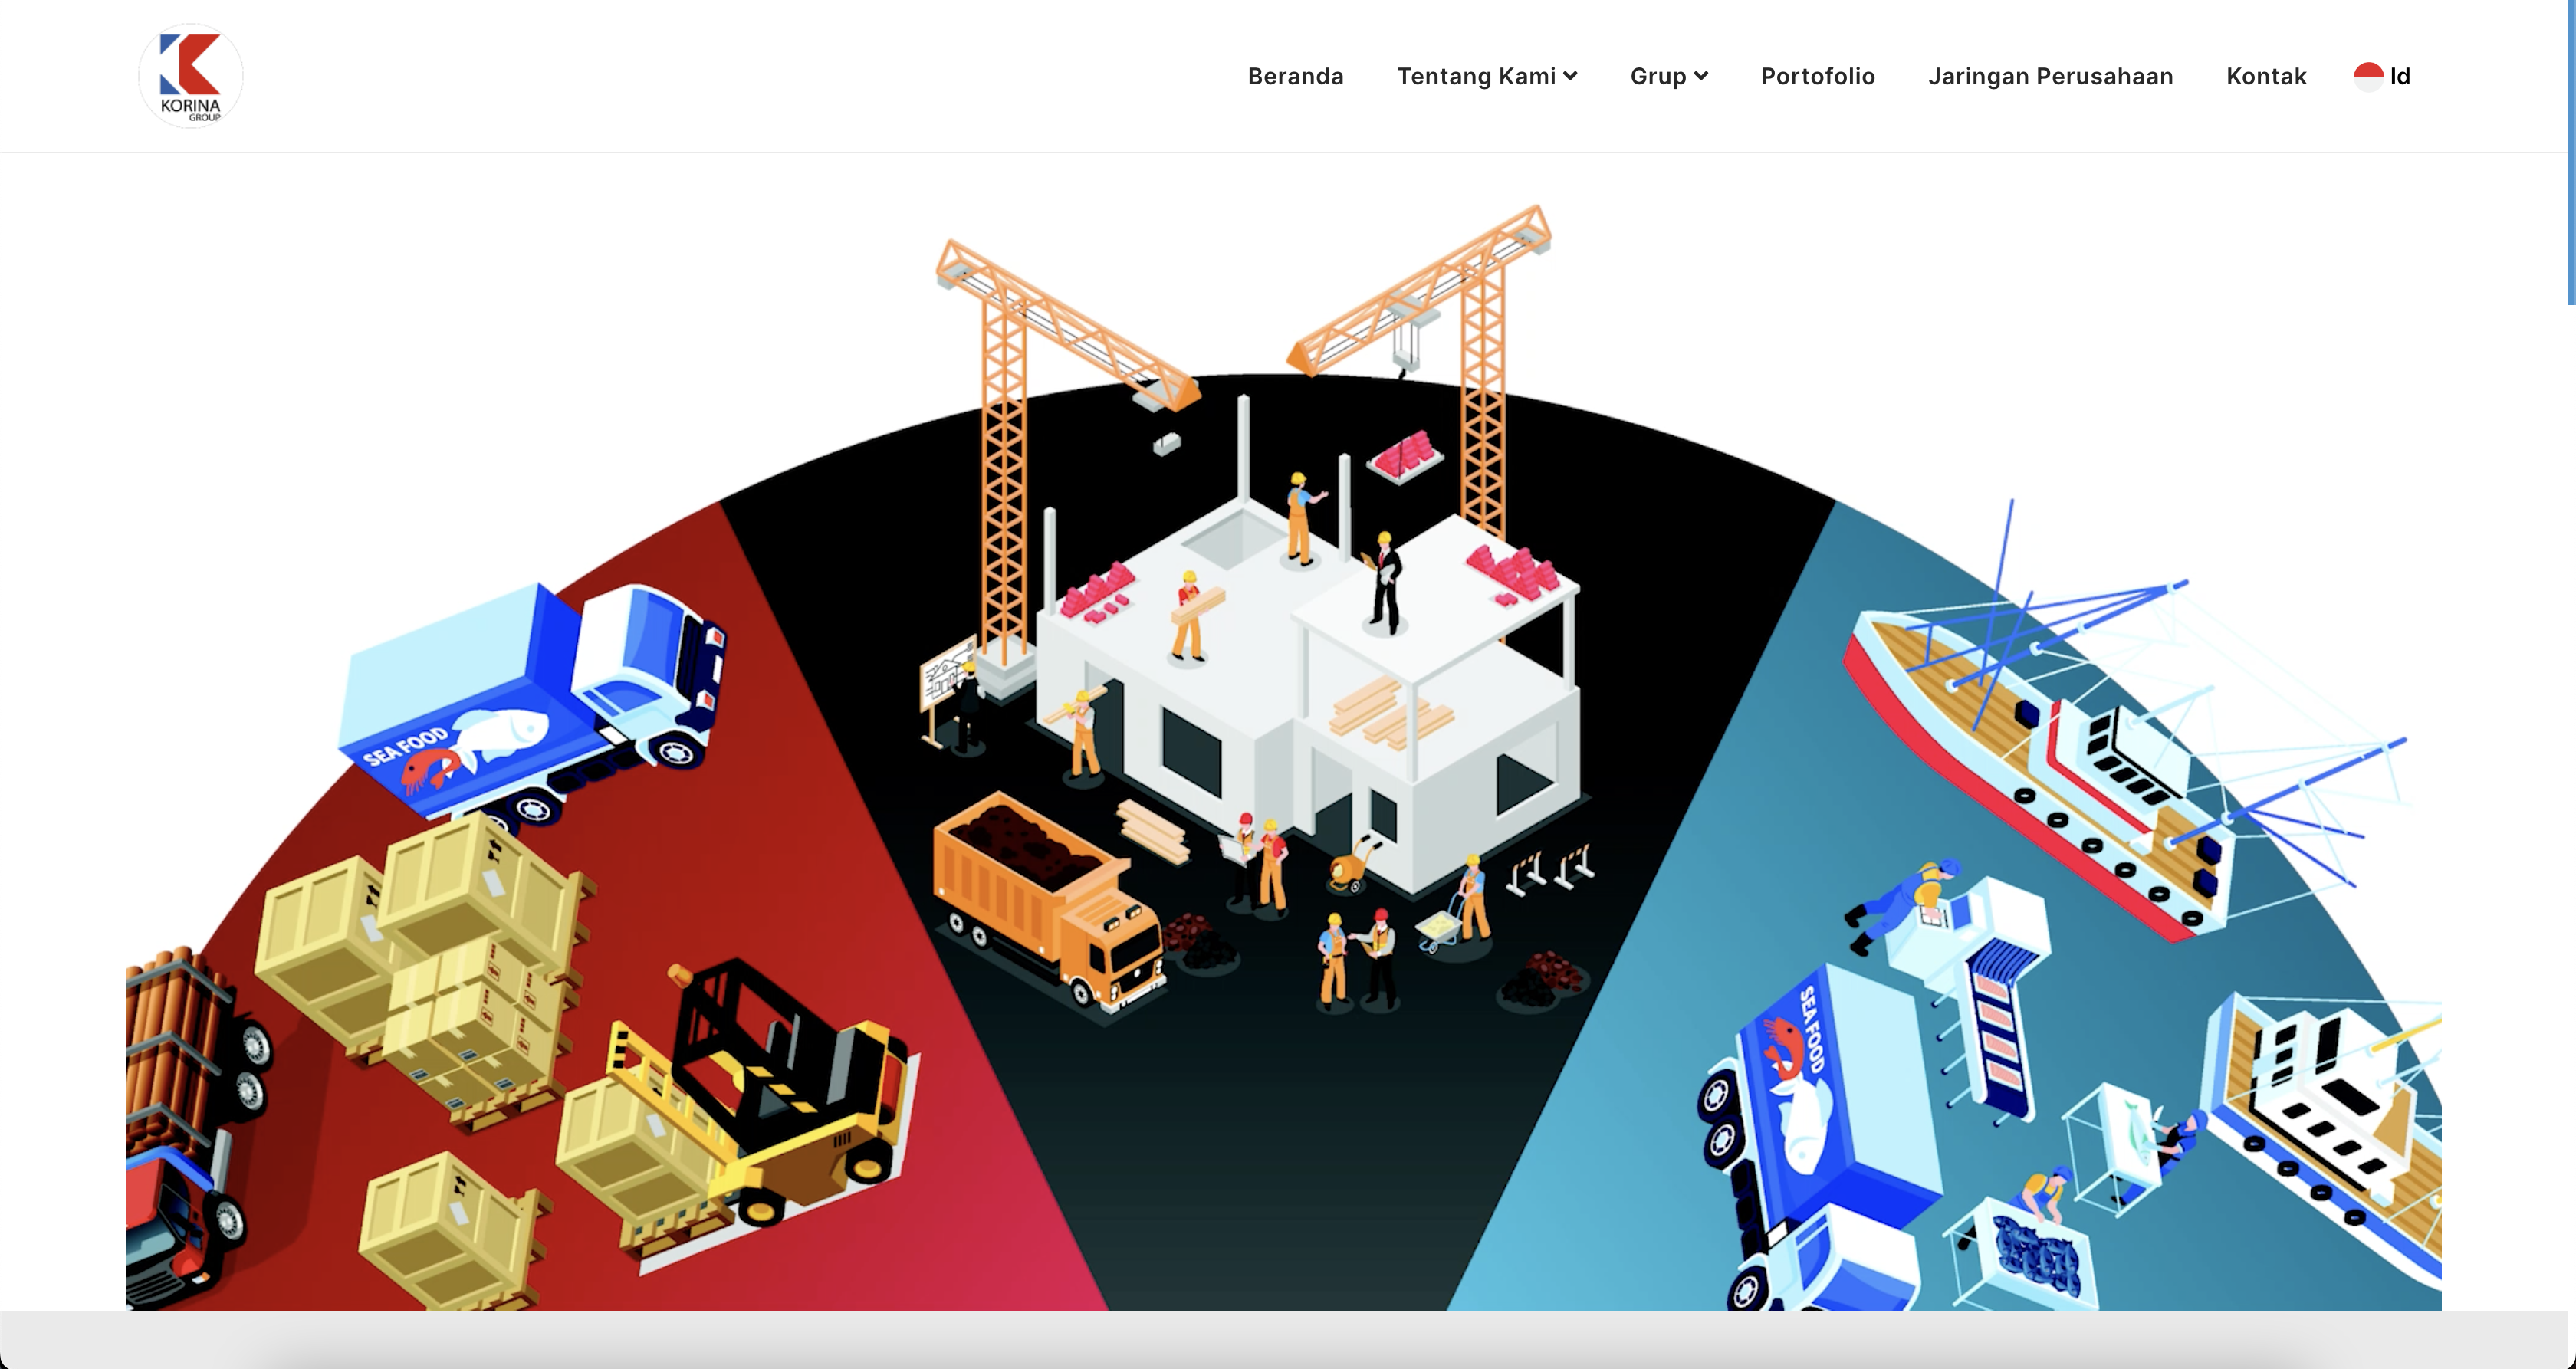 KORINA
GROUP
Beranda
Tentang Kami
Grup
Portofolio
Jaringan Perusahaan
Kontak
Id
SEA FOOD
SEA FOOD